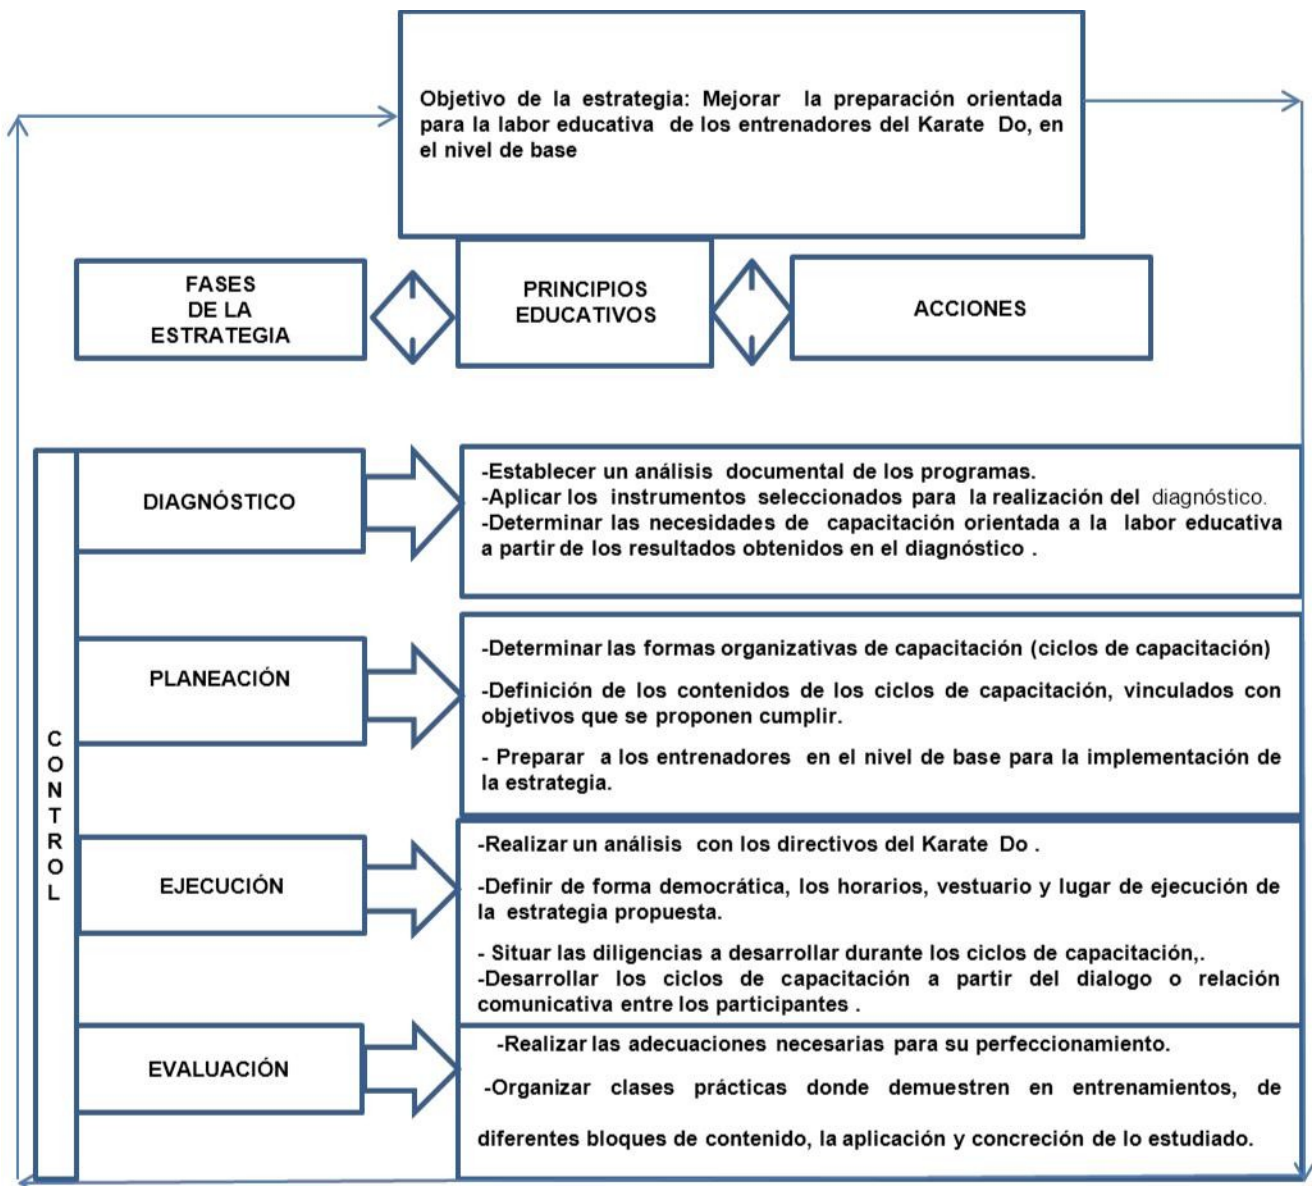 Objetivo de la estrategia: Mejorar la preparación orientada
para la labor educativa de los entrenadores del Karate Do, en
el nivel de base
FASES
DE LA
ESTRATEGIA
PRINCIPIOS
EDUCATIVOS
ACCIONES
CONTROL
DIAGNÓSTICO
-Establecer un análisis documental de los programas.
-Aplicar los instrumentos seleccionados para la realización del diagnóstico.
-Determinar las necesidades de capacitación orientada a la labor educativa
a partir de los resultados obtenidos en el diagnóstico .
PLANEACIÓN
-Determinar las formas organizativas de capacitación (ciclos de capacitación)
-Definición de los contenidos de los ciclos de capacitación, vinculados con
objetivos que se proponen cumplir.
- Preparar a los entrenadores en el nivel de base para la implementación de
la estrategia.
EJECUCIÓN
-Realizar un análisis con los directivos del Karate Do .
-Definir de forma democrática, los horarios, vestuario y lugar de ejecución de
la estrategia propuesta.
- Situar las diligencias a desarrollar durante los ciclos de capacitación,.
-Desarrollar los ciclos de capacitación a partir del dialogo o relación
comunicativa entre los participantes .
EVALUACIÓN
-Realizar las adecuaciones necesarias para su perfeccionamiento.
-Organizar clases prácticas donde demuestren en entrenamientos, de
diferentes bloques de contenido, la aplicación y concreción de lo estudiado.